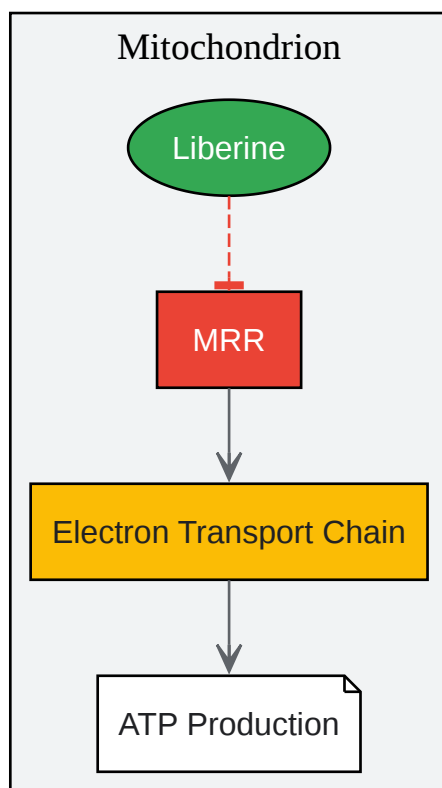 Mitochondrion
Liberine
MRR
Electron Transport Chain
ATP Production